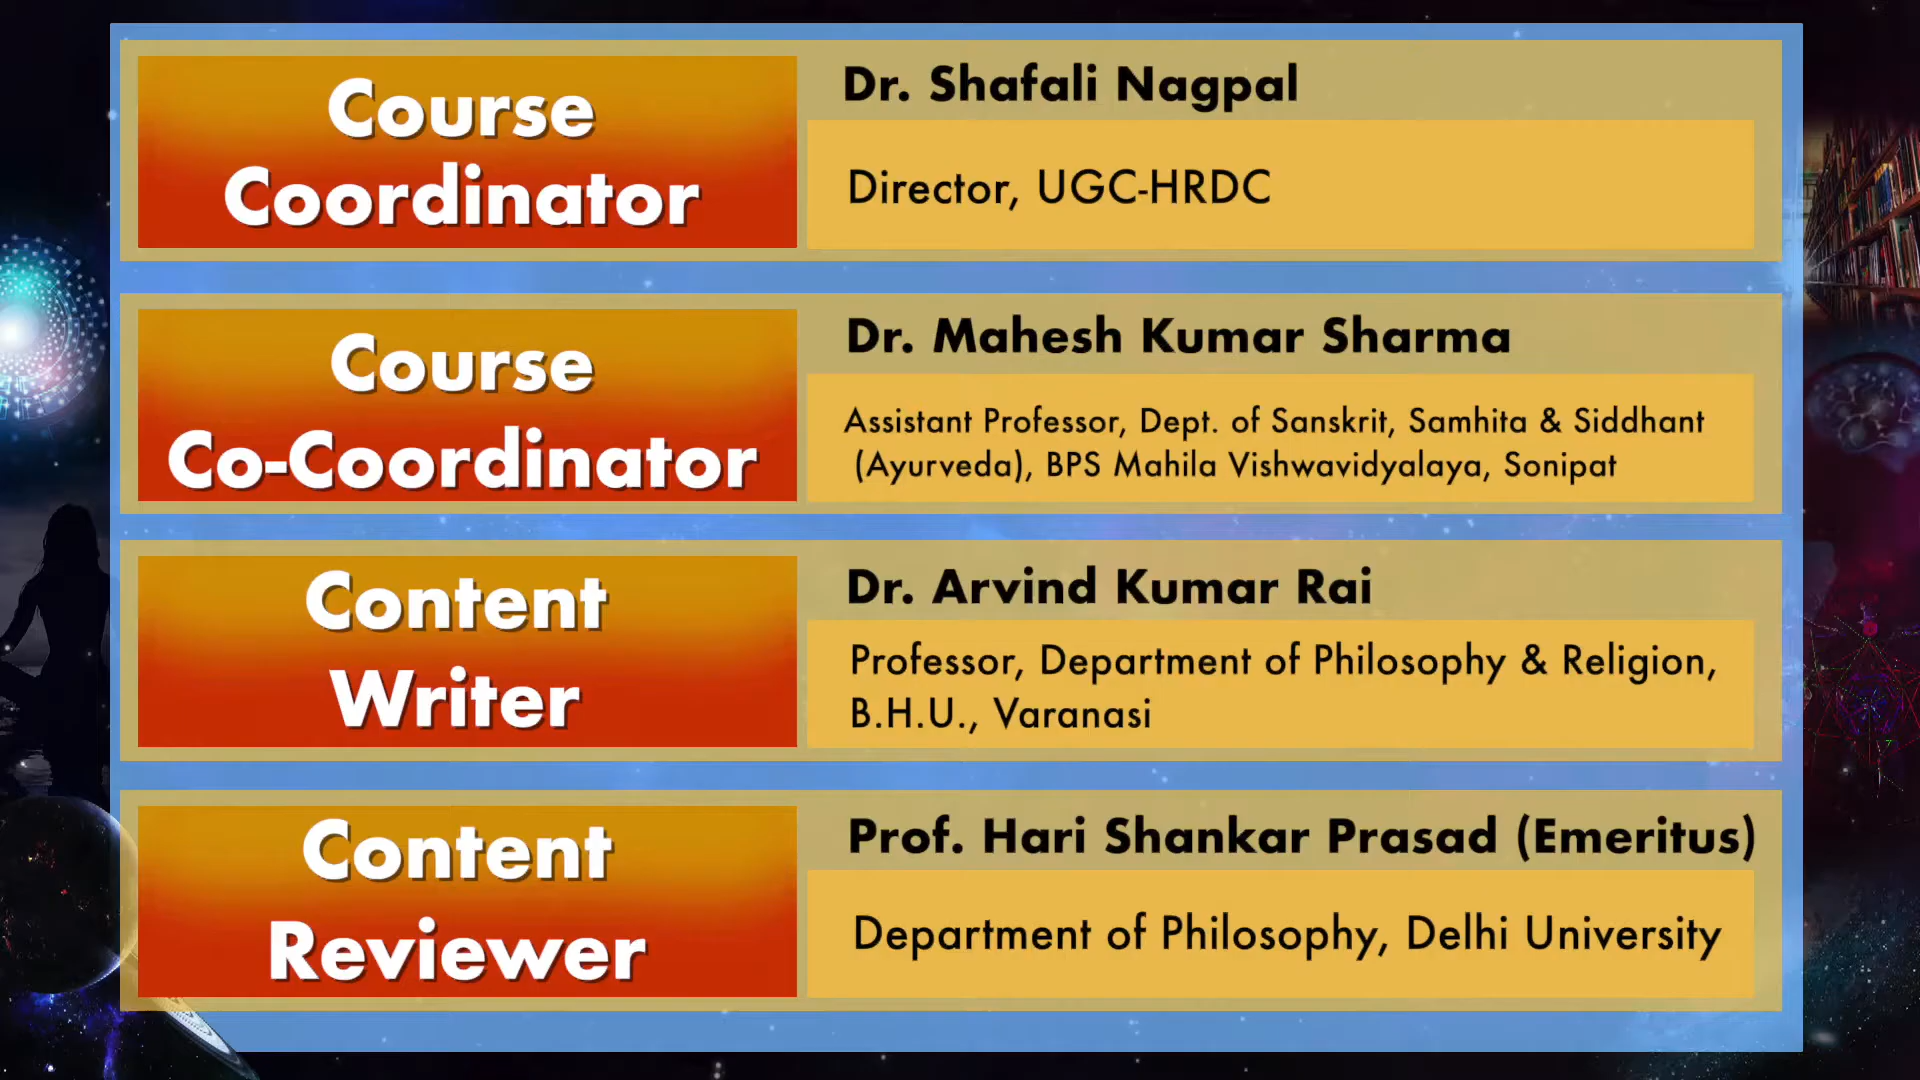 Course
Coordinator
Dr. Shafali Nagpal
Director, UGC-HRDC
Course
Co-Coordinator
Dr. Mahesh Kumar Sharma
Assistant Professor, Dept. of Sanskrit, Samhita & Siddhant
(Ayurveda), BPS Mahila Vishwavidyalaya, Sonipat
Content
Writer
Dr. Arvind Kumar Rai
Professor, Department of Philosophy & Religion,
B.H.U., Varanasi
Content
Reviewer
Prof. Hari Shankar Prasad (Emeritus)
Department of Philosophy, Delhi University